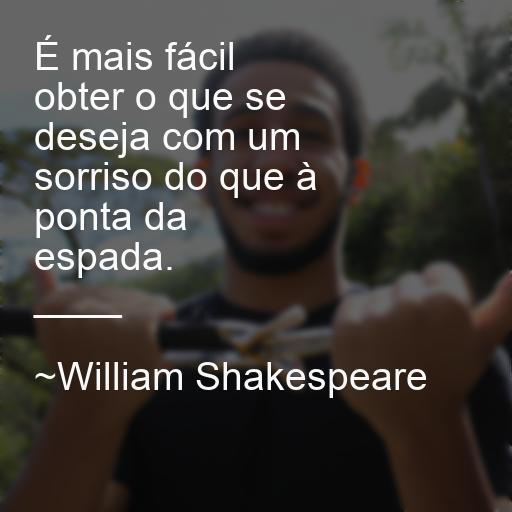 É mais fácil
obter o que se
deseja com um
sorriso do que à
ponta da
espada.
~William Shakespeare